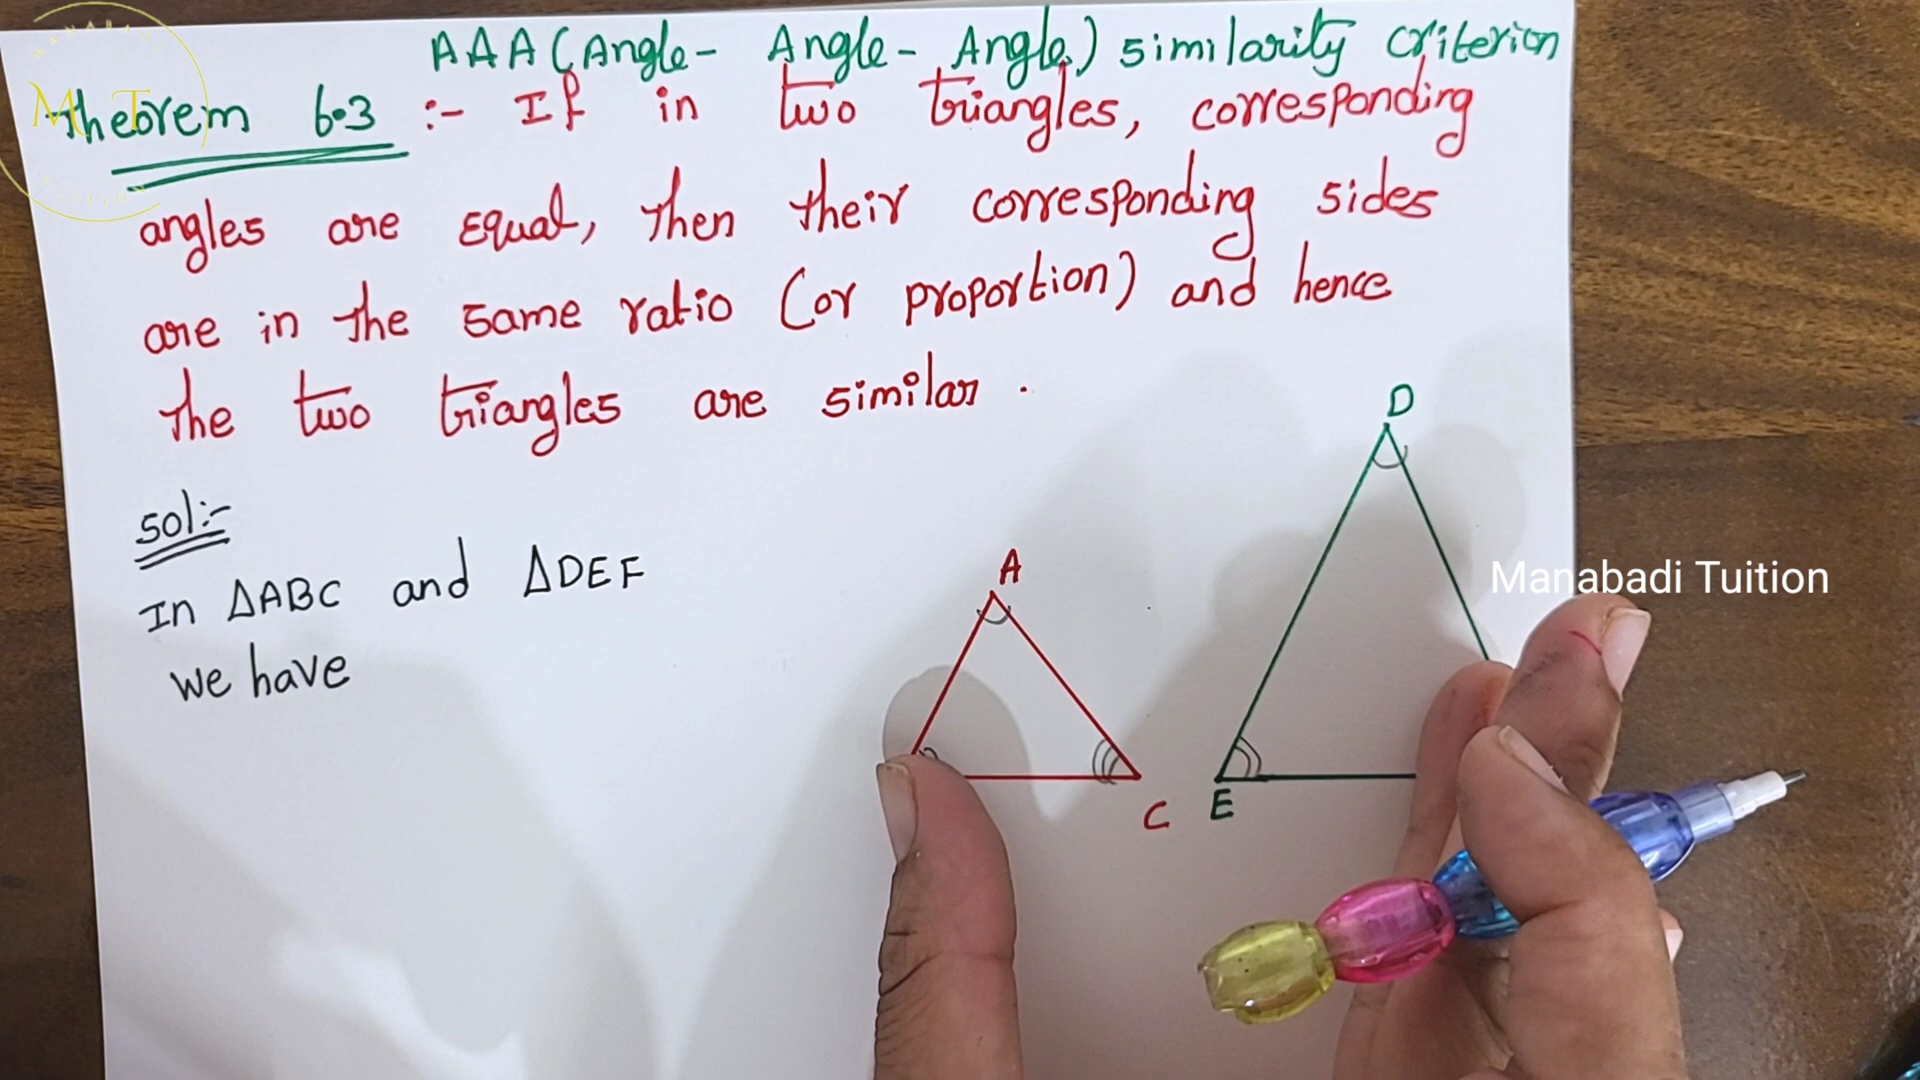 AAA (Angle- Angle- Angle) similarity criterion
Theorem 6.3 :- If in two triangles, corresponding
angles are Equal, Then their corresponding sides
are in the same ratio (or proportion) and hence
The two triangles are similar.
Sol:-
In ΔABC and ΔDEF
we have
D
A
C
E
Manabadi Tuition
M T